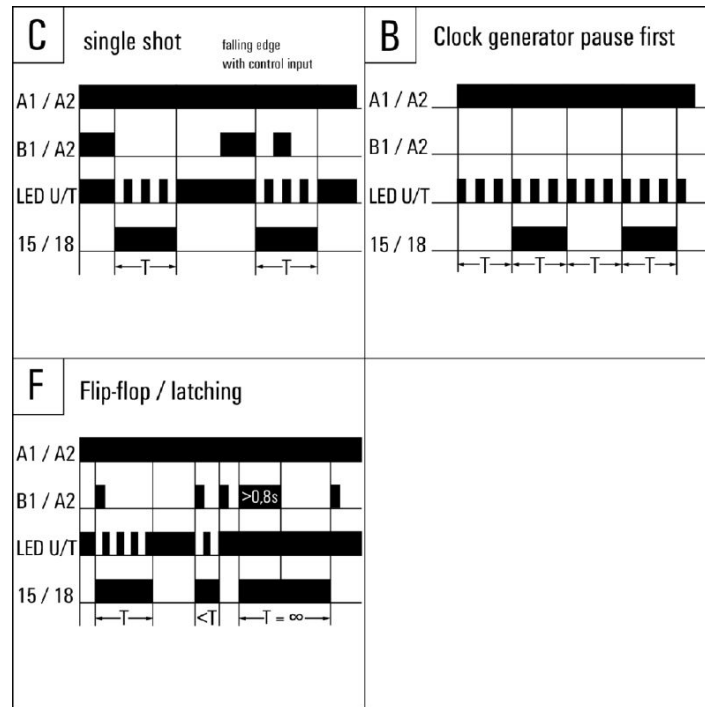 C single shot
falling edge
with control input
A1 / A2
B1 / A2
LED U/T
15 / 18
T T
B Clock generator pause first
A1 / A2
B1 / A2
LED U/T
15 / 18
T T T T
F Flip-flop / latching
A1 / A2
B1 / A2 >0,8s
LED U/T
15 / 18
T <T T = ∞